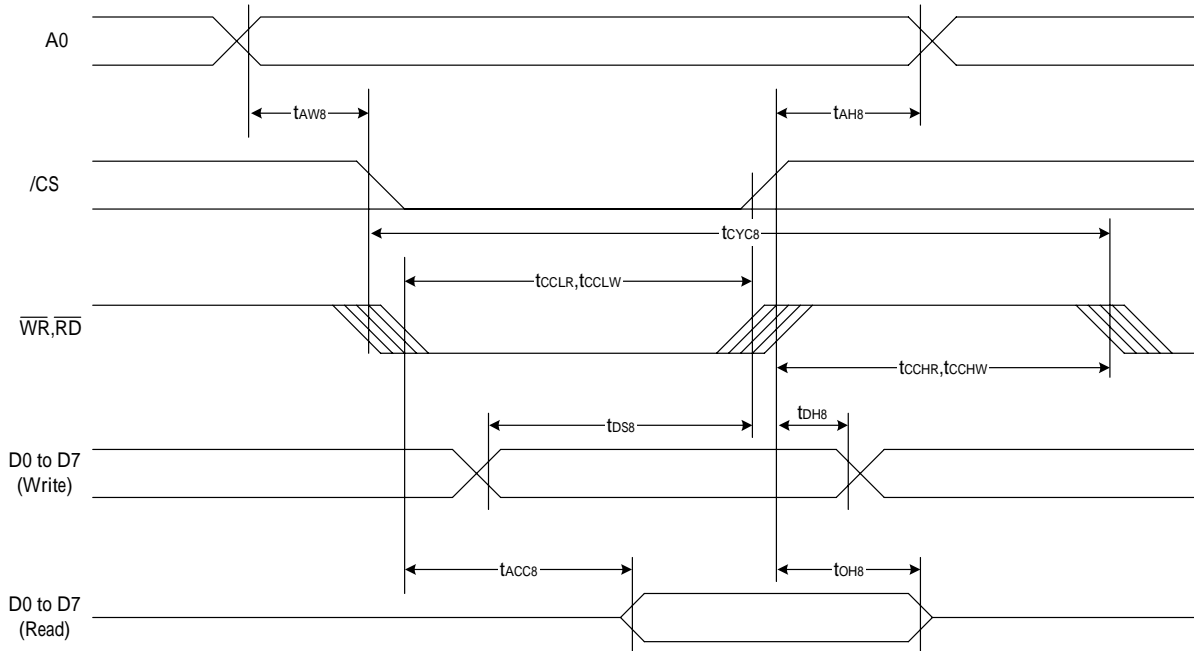 A0
tAW8
tAH8
/CS
tCYC8
tCCLR,tCCLW
WR,RD
tCCHR,tCCHW
tDH8
tDS8
D0 to D7
(Write)
tACC8
tOH8
D0 to D7
(Read)